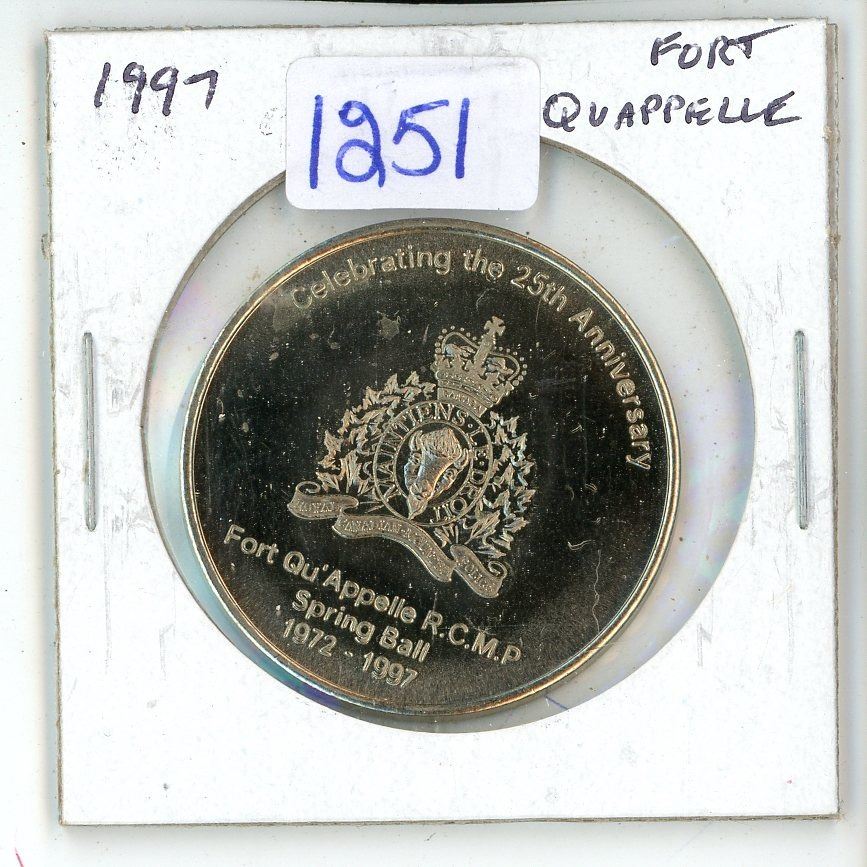 1997
FORT
QUAPPELLE
1251
Celebrating the 25th Anniversary
MAINTIENS LE DROIT
Fort Qu'Appelle R.C.M.P
Spring Ball
1972 - 1997